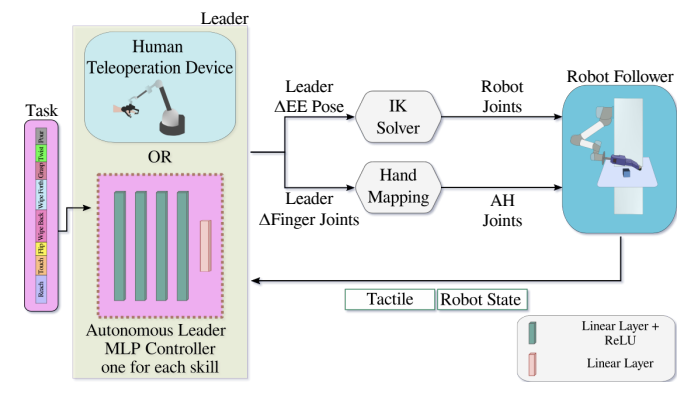 Leader
Human
Teleoperation Device
OR
Autonomous Leader
MLP Controller
one for each skill
Task
Pour
Twist
Grasp
Wipe Forth
Wipe Back
Flip
Touch
Reach
Leader
ΔEE Pose
IK
Solver
Robot
Joints
Leader
ΔFinger Joints
Hand
Mapping
AH
Joints
Robot Follower
Tactile
Robot State
Linear Layer +
ReLU
Linear Layer